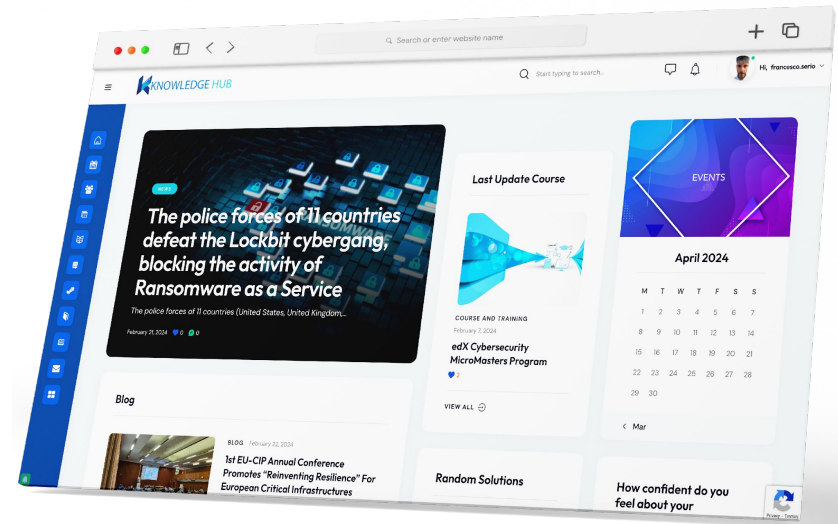 Search or enter website name
KNOWLEDGE HUB
Start typing to search...
Hi, francesco.serio
NEWS
The police forces of 11 countries
defeat the Lockbit cybergang,
blocking the activity of
Ransomware as a Service
The police forces of 11 countries (United States, United Kingdom,...
February 21, 2024
0
0
Last Update Course
COURSE AND TRAINING
February 7, 2024
edX Cybersecurity
MicroMasters Program
2
VIEW ALL
EVENTS
April 2024
M T W T F S S
1 2 3 4 5 6 7
8 9 10 11 12 13 14
15 16 17 18 19 20 21
22 23 24 25 26 27 28
29 30
Mar
Blog
BLOG February 22, 2024
1st EU-CIP Annual Conference
Promotes “Reinventing Resilience” For
European Critical Infrastructures
Random Solutions
How confident do you
feel about your
Privacy - Terms